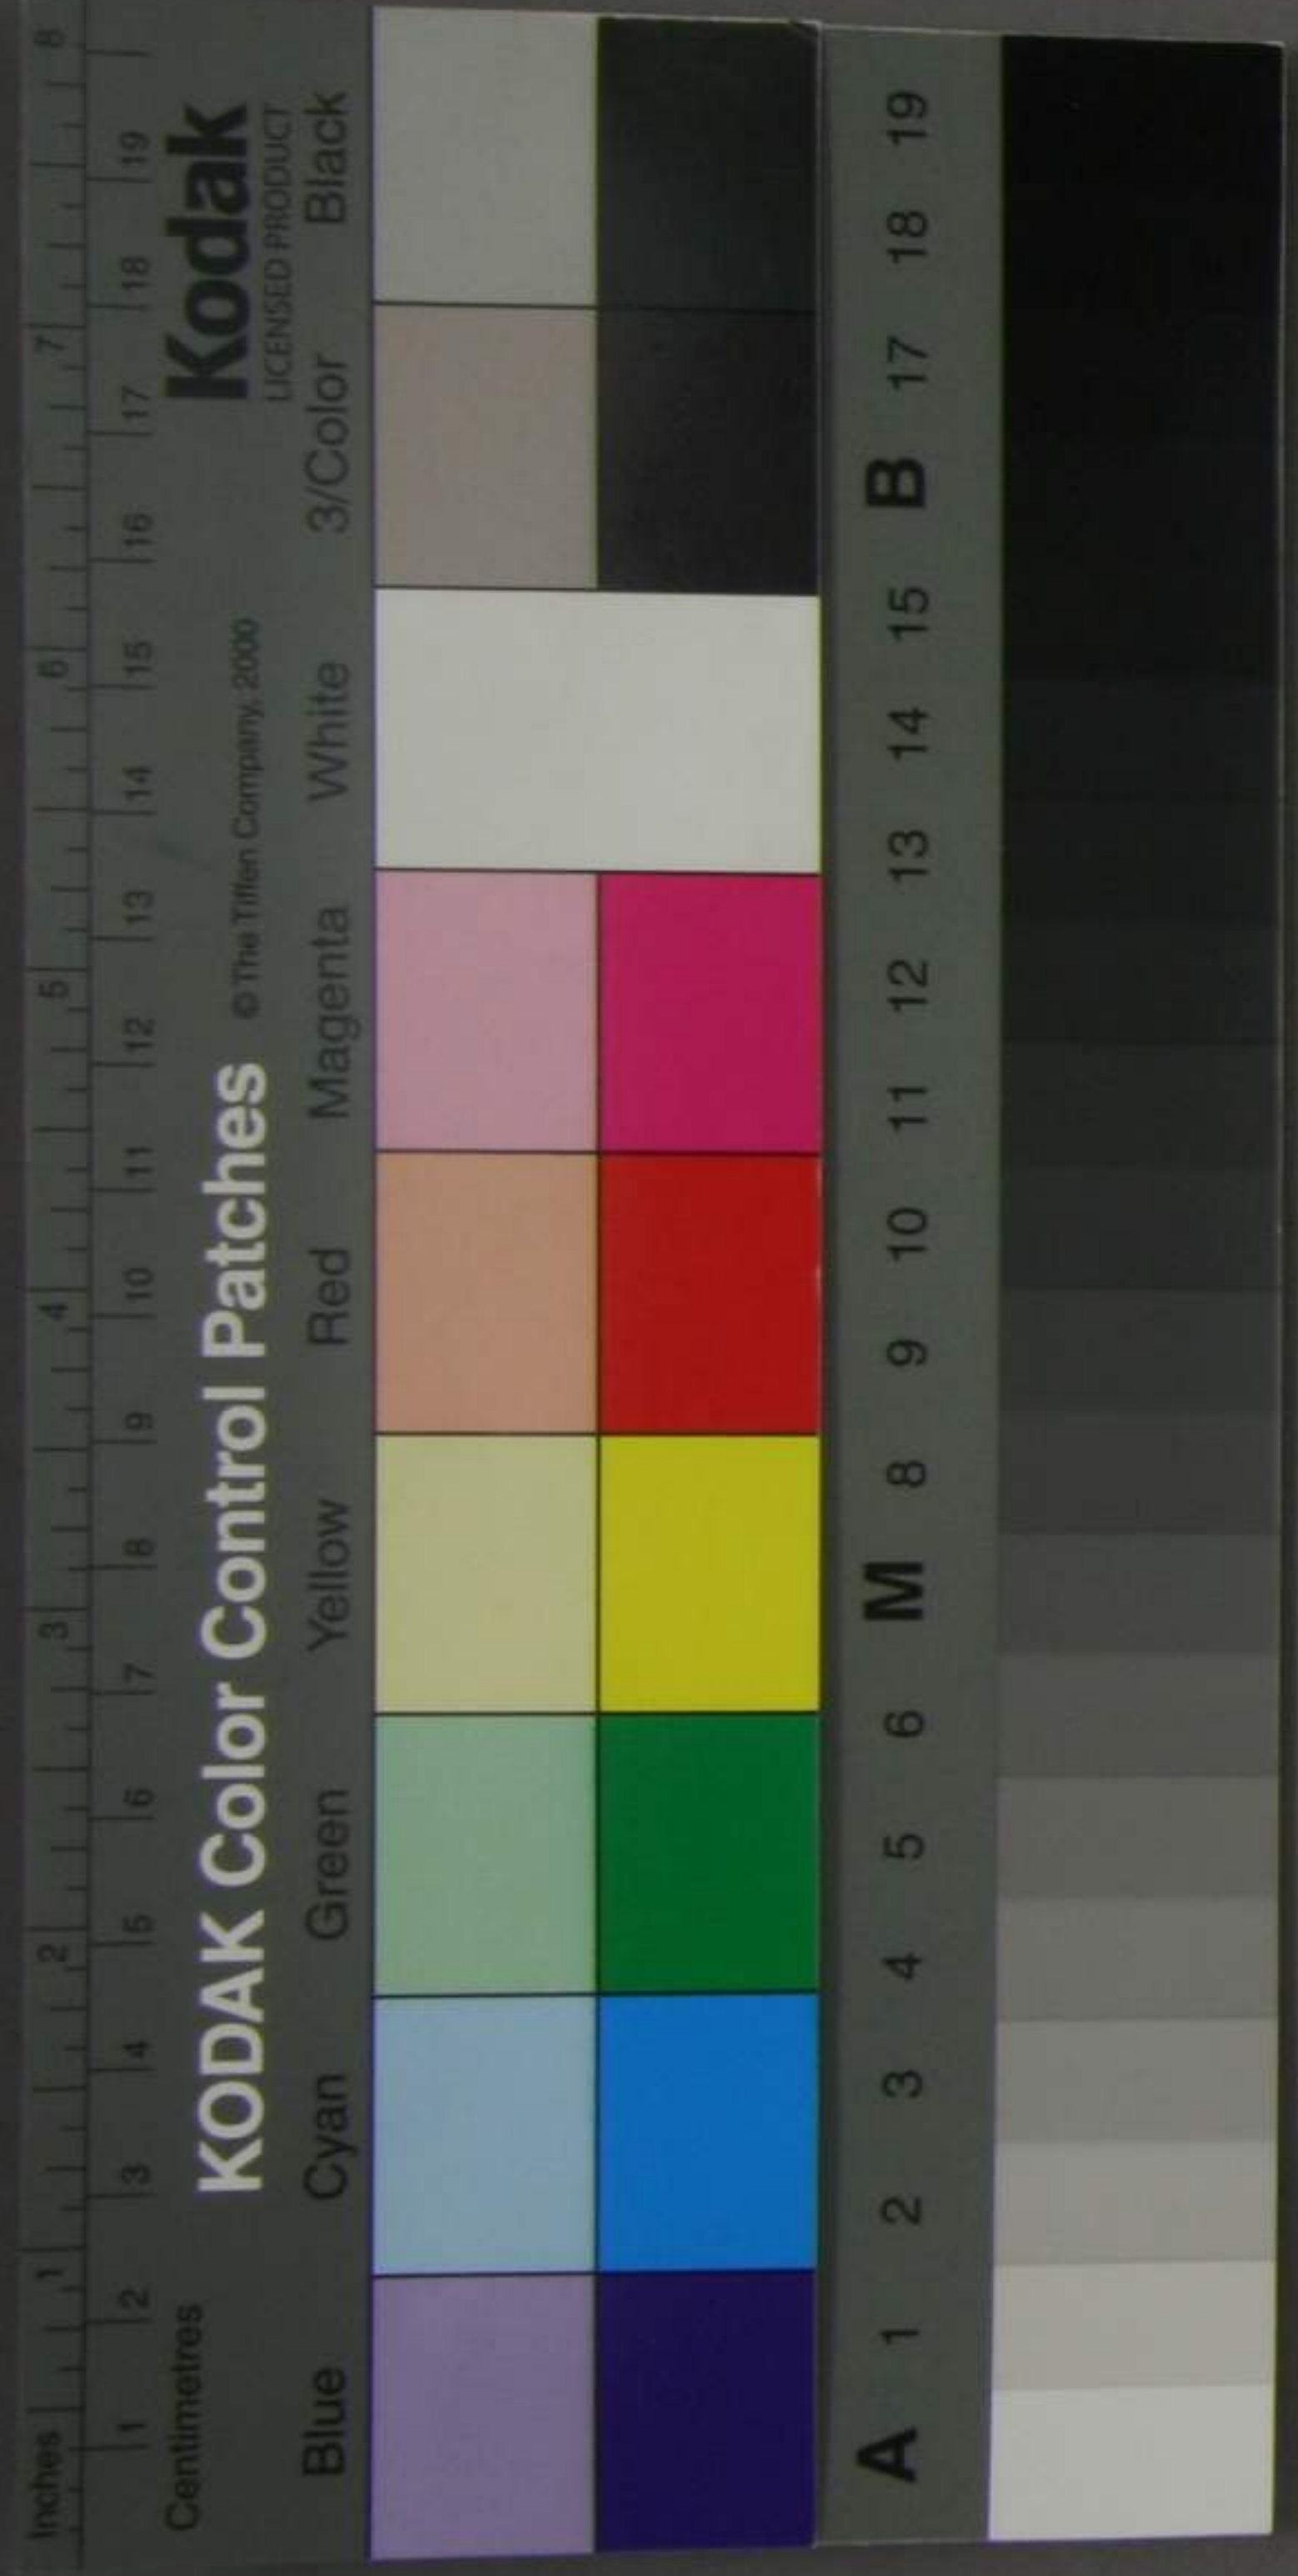 Inches 1 2 3 4 5 6 7 8
Centimetres 1 2 3 4 5 6 7 8 9 10 11 12 13 14 15 16 17 18 19
KODAK Color Control Patches © The Tiffen Company, 2000 Kodak
LICENSED PRODUCT
Blue Cyan Green Yellow Red Magenta White 3/Color Black
A 1 2 3 4 5 6 M 8 9 10 11 12 13 14 15 B 17 18 19